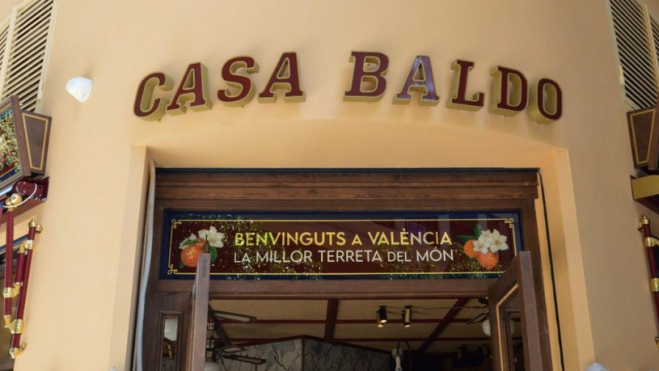 CASA BALDO
BENVINGUTS A VALÈNCIA
LA MILLOR TERRETA DEL MÓN